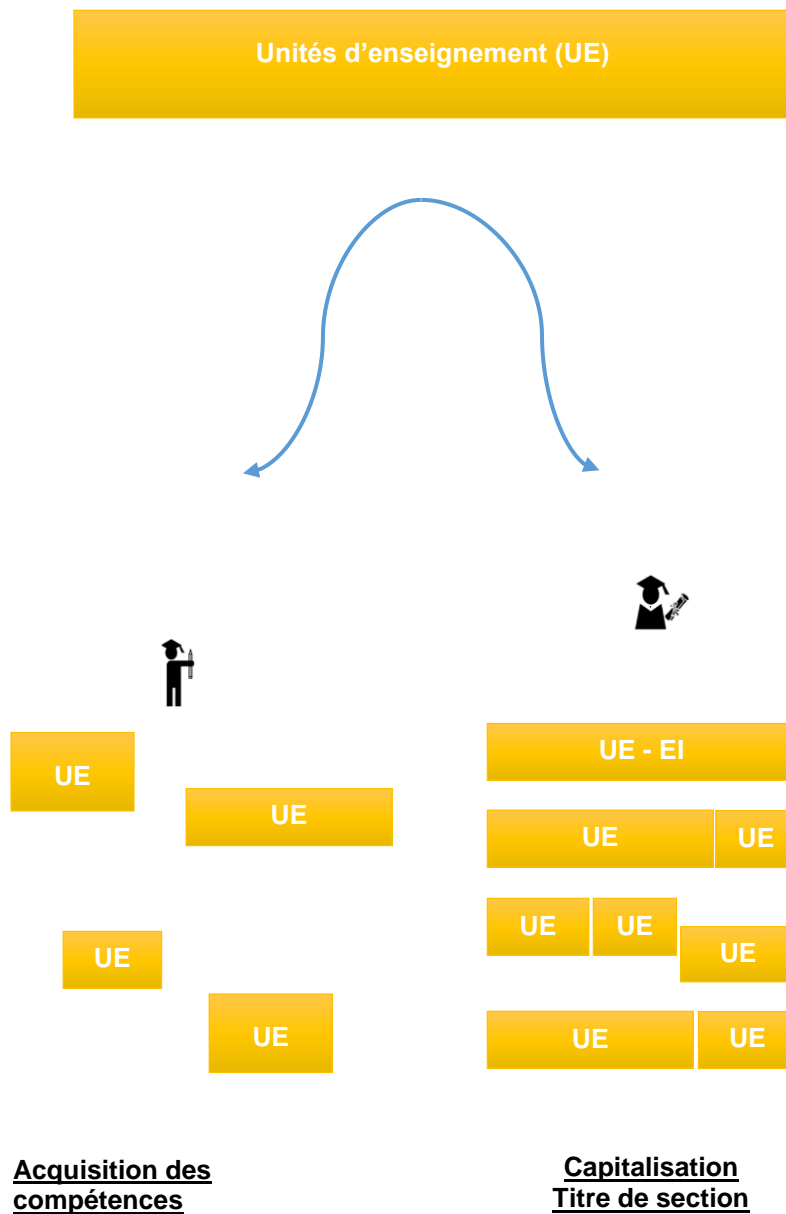 Unités d’enseignement (UE)
UE
UE
UE
UE
UE - EI
UE
UE
UE
UE
UE
UE
UE
Acquisition des
compétences
Capitalisation
Titre de section